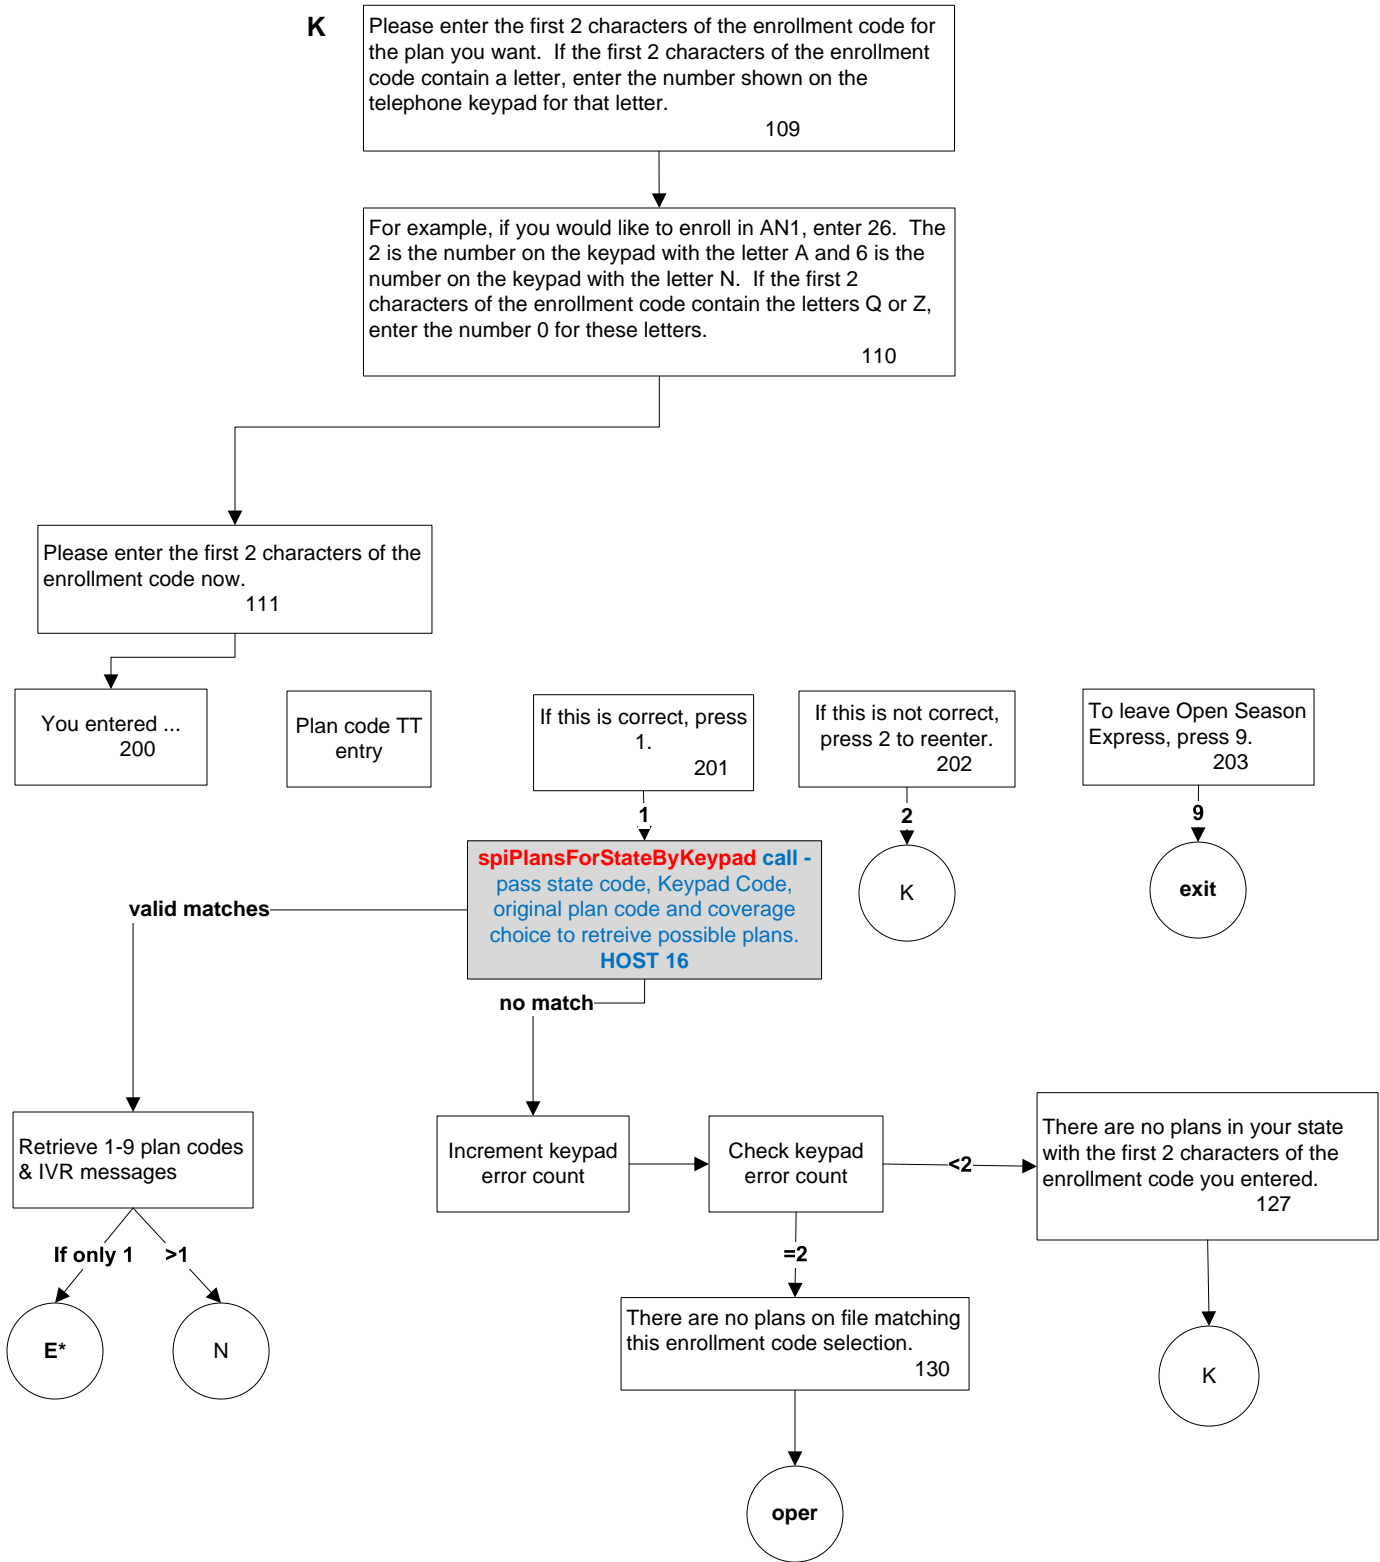 K
Please enter the first 2 characters of the enrollment code for
the plan you want.  If the first 2 characters of the enrollment
code contain a letter, enter the number shown on the
telephone keypad for that letter.
109
For example, if you would like to enroll in AN1, enter 26.  The
2 is the number on the keypad with the letter A and 6 is the
number on the keypad with the letter N.  If the first 2
characters of the enrollment code contain the letters Q or Z,
enter the number 0 for these letters.
110
Please enter the first 2 characters of the
enrollment code now.
111
You entered ...
200
Plan code TT
entry
If this is correct, press
1.
201
If this is not correct,
press 2 to reenter.
202
To leave Open Season
Express, press 9.
203
1
2
9
spiPlansForStateByKeypad call -
pass state code, Keypad Code,
original plan code and coverage
choice to retreive possible plans.
HOST 16
K
exit
valid matches
no match
Retrieve 1-9 plan codes
& IVR messages
Increment keypad
error count
Check keypad
error count
<2
There are no plans in your state
with the first 2 characters of the
enrollment code you entered.
127
If only 1
>1
=2
E*
N
There are no plans on file matching
this enrollment code selection.
130
K
oper